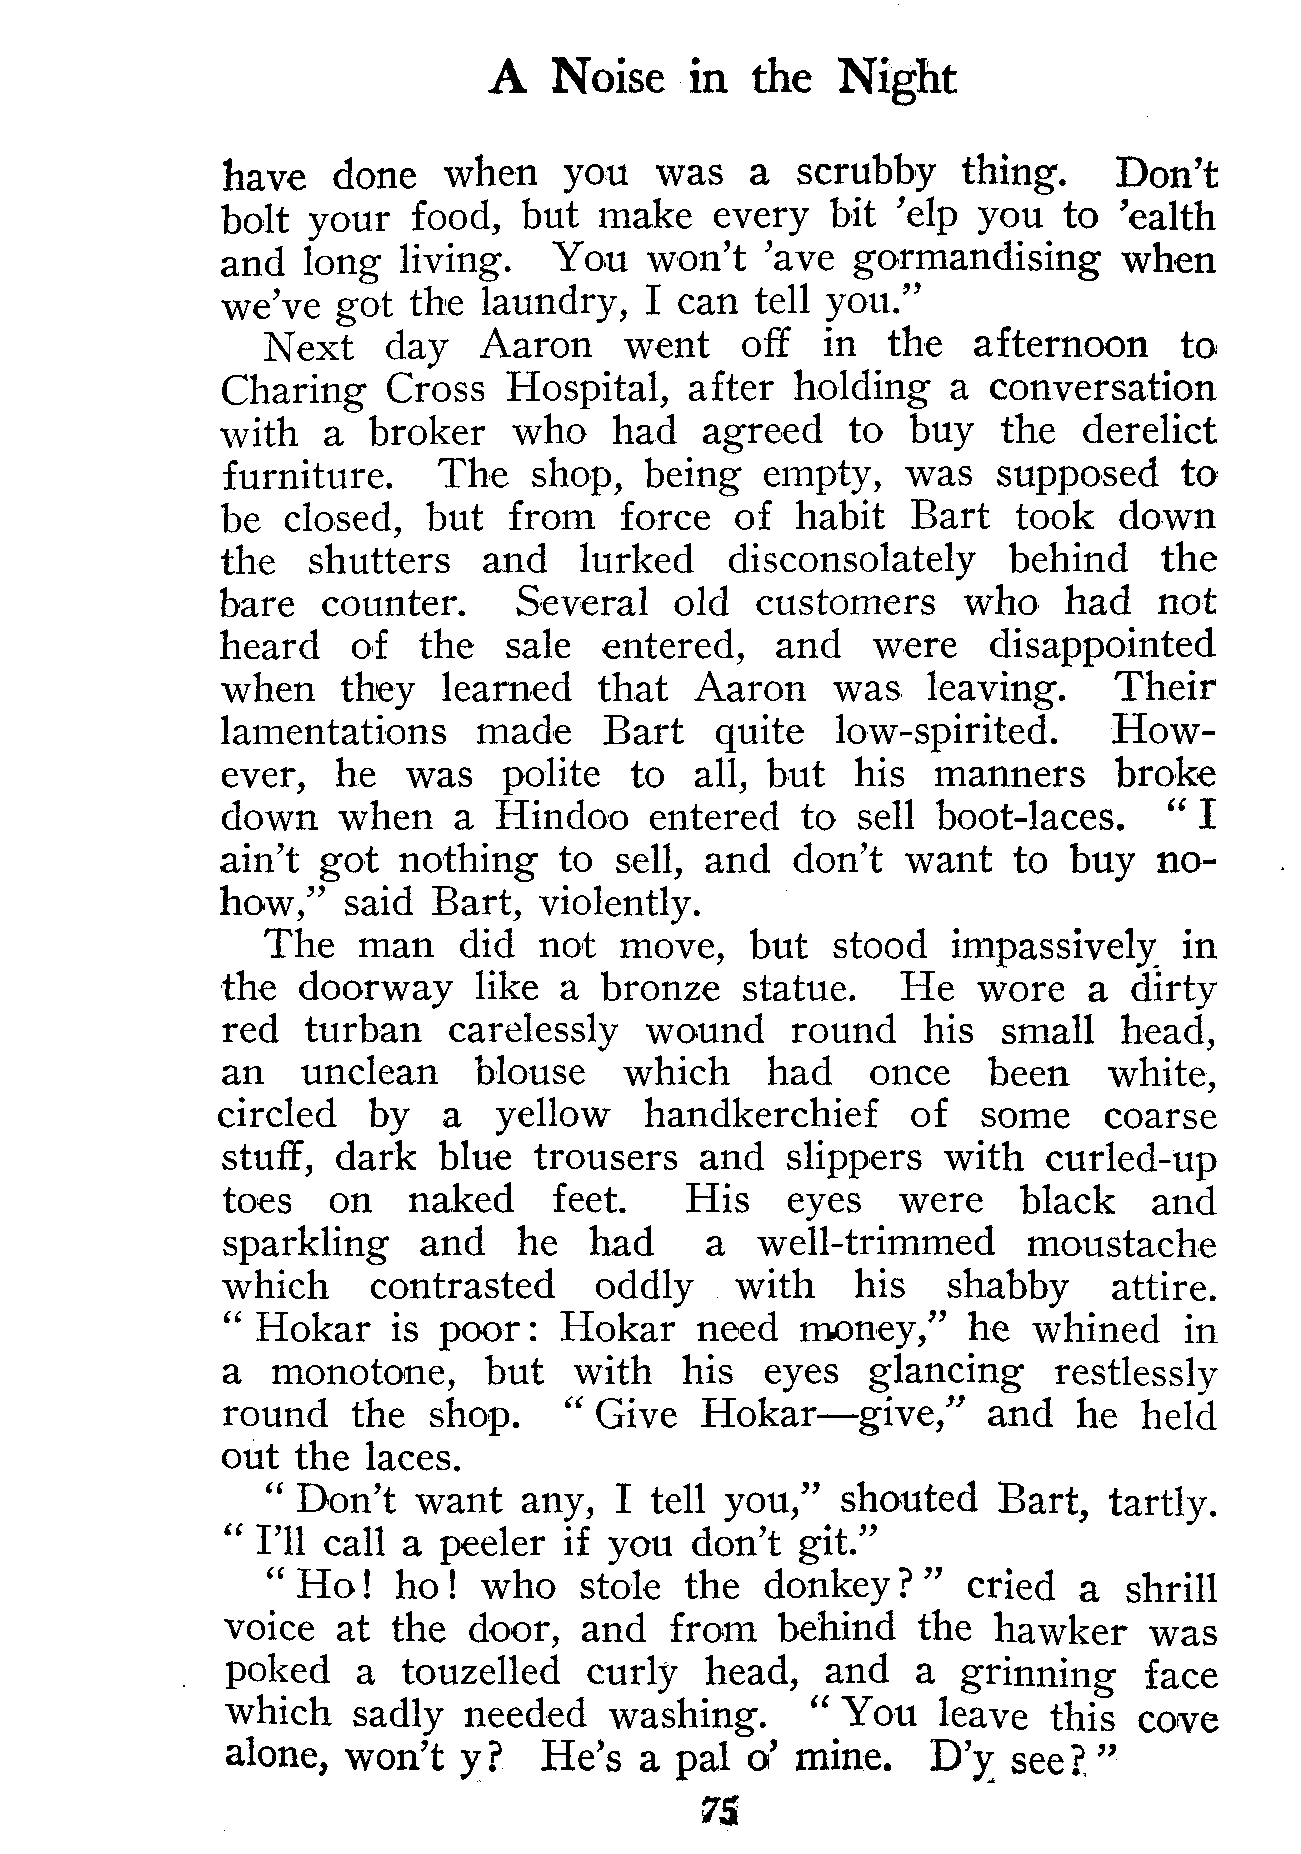 A Noise in the Night
have done when you was a scrubby thing. Don't
bolt your food, but make every bit 'elp you to 'ealth
and long living. You won't 'ave gormandising when
we've got the laundry, I can tell you."
Next day Aaron went off in the afternoon to
Charing Cross Hospital, after holding a conversation
with a broker who had agreed to buy the derelict
furniture. The shop, being empty, was supposed to
be closed, but from force of habit Bart took down
the shutters and lurked disconsolately behind the
bare counter. Several old customers who had not
heard of the sale entered, and were disappointed
when they learned that Aaron was leaving. Their
lamentations made Bart quite low-spirited. How-
ever, he was polite to all, but his manners broke
down when a Hindoo entered to sell boot-laces. "I
ain't got nothing to sell, and don't want to buy no-
how," said Bart, violently.
The man did not move, but stood impassively in
the doorway like a bronze statue. He wore a dirty
red turban carelessly wound round his small head,
an unclean blouse which had once been white,
circled by a yellow handkerchief of some coarse
stuff, dark blue trousers and slippers with curled-up
toes on naked feet. His eyes were black and
sparkling and he had a well-trimmed moustache
which contrasted oddly with his shabby attire.
"Hokar is poor: Hokar need money," he whined in
a monotone, but with his eyes glancing restlessly
round the shop. "Give Hokar—give," and he held
out the laces.
"Don't want any, I tell you," shouted Bart, tartly.
"I'll call a peeler if you don't git."
"Ho! ho! who stole the donkey?" cried a shrill
voice at the door, and from behind the hawker was
poked a touzelled curly head, and a grinning face
which sadly needed washing. "You leave this cove
alone, won't y? He's a pal o' mine. D'y see?"
75